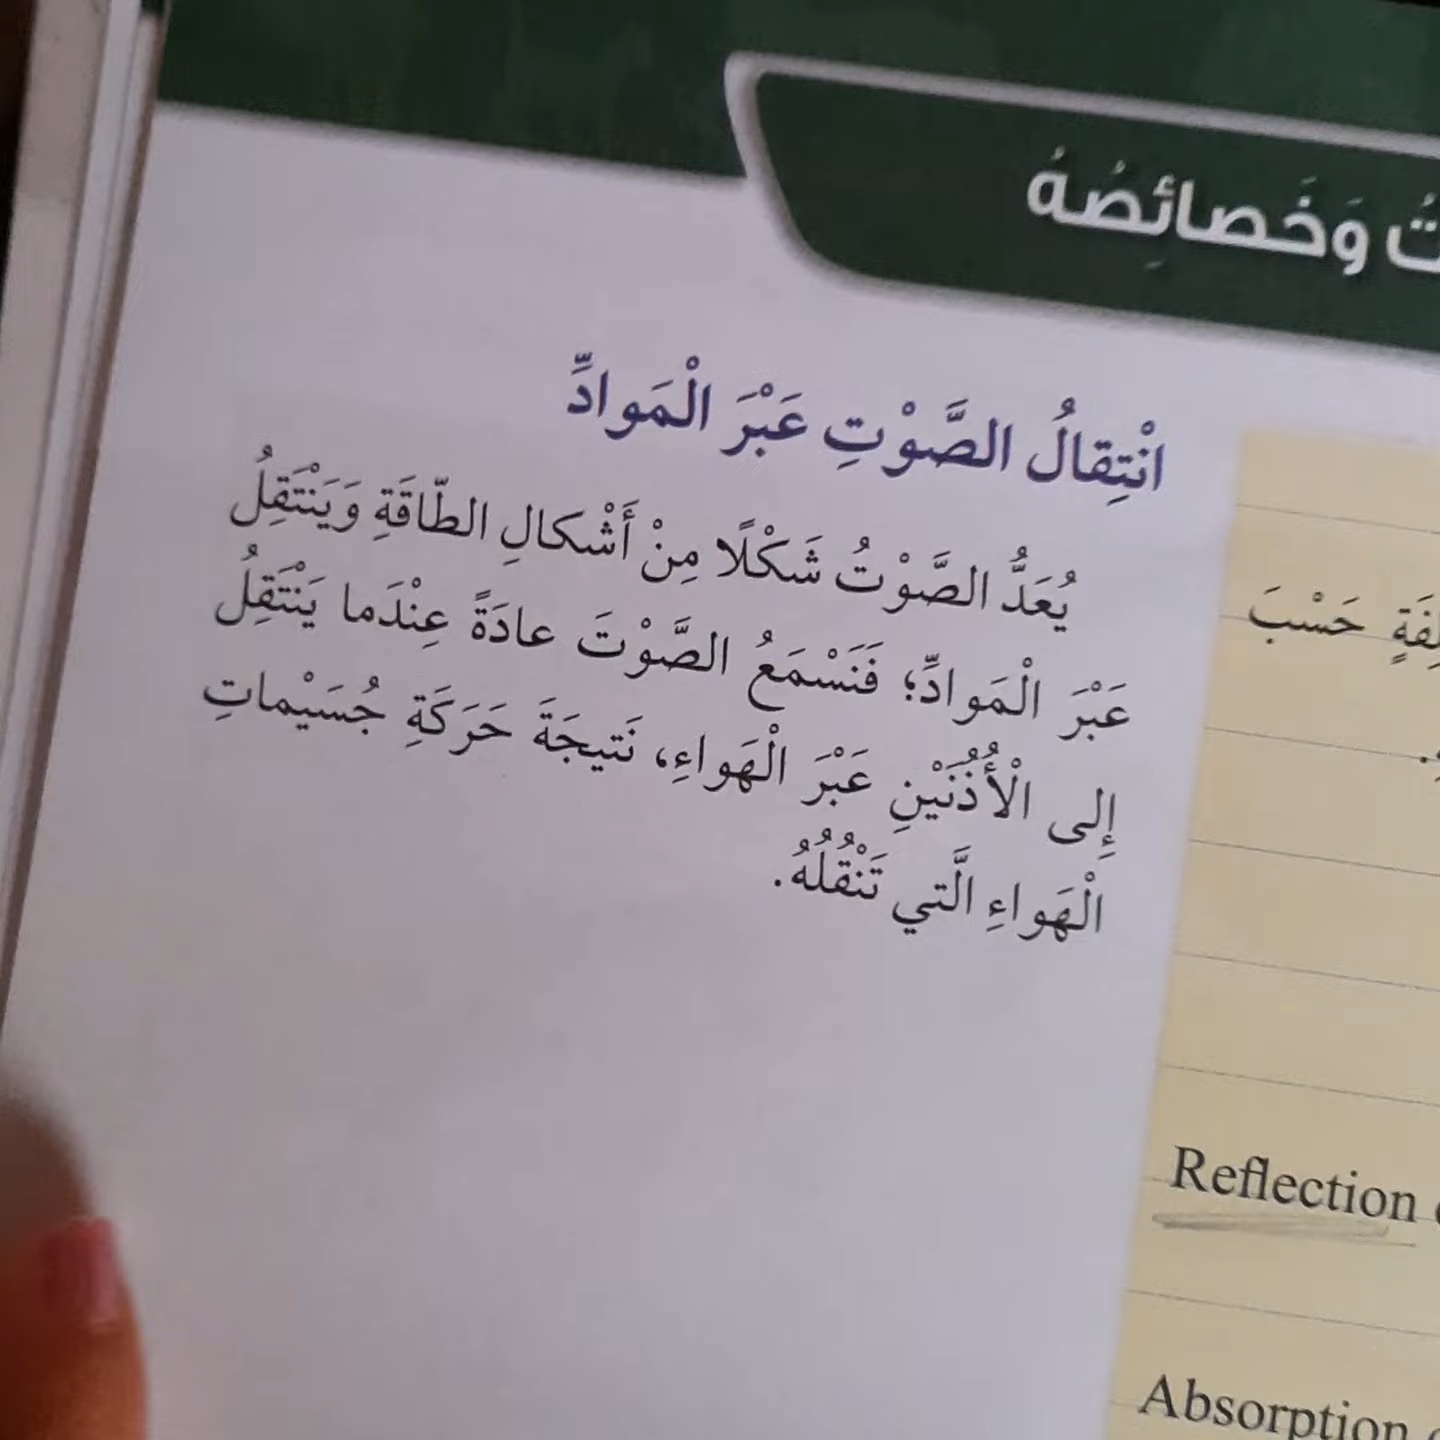 وَخَصائِصُهُ
انْتِقالُ الصَّوْتِ عَبْرَ الْمَوادِّ
يُعَدُّ الصَّوْتُ شَكْلًا مِنْ أَشْكالِ الطّاقَةِ وَيَنْتَقِلُ
عَبْرَ الْمَوادِّ؛ فَنَسْمَعُ الصَّوْتَ عادَةً عِنْدَما يَنْتَقِلُ
إِلى الْأُذُنَيْنِ عَبْرَ الْهَواءِ، نَتيجَةَ حَرَكَةِ جُسَيْماتِ
الْهَواءِ الَّتي تَنْقُلُهُ.
حَسْبَ
Reflection
Absorption